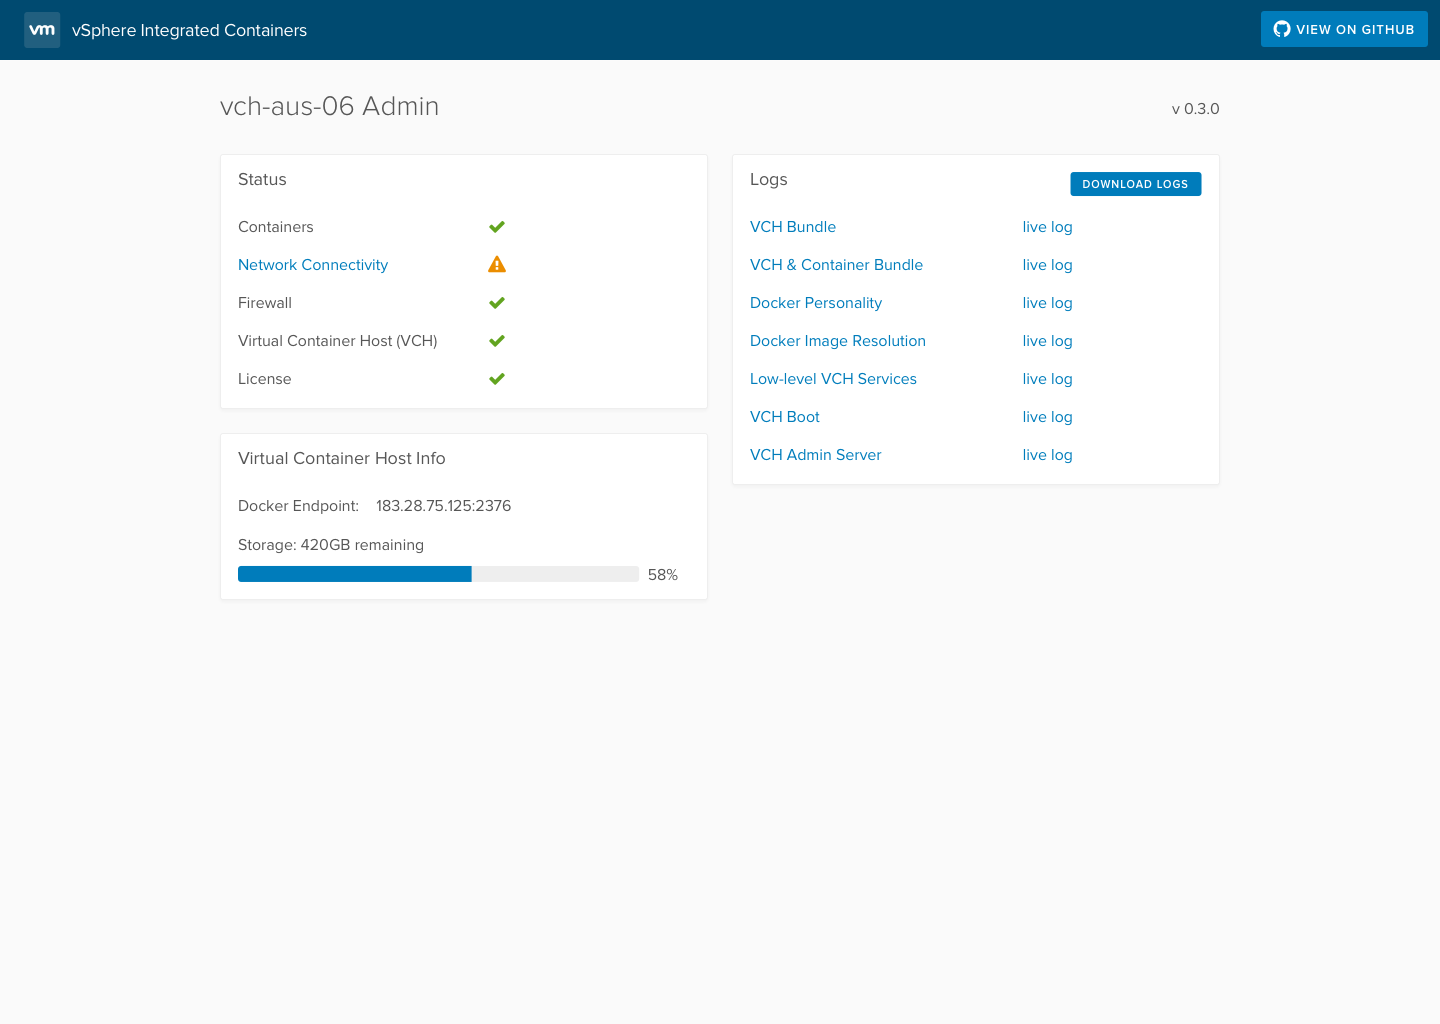 vm vSphere Integrated Containers
VIEW ON GITHUB
vch-aus-06 Admin
v 0.3.0
Status
Containers
Network Connectivity
Firewall
Virtual Container Host (VCH)
License
Virtual Container Host Info
Docker Endpoint: 183.28.75.125:2376
Storage: 420GB remaining
58%
Logs
DOWNLOAD LOGS
VCH Bundle live log
VCH & Container Bundle live log
Docker Personality live log
Docker Image Resolution live log
Low-level VCH Services live log
VCH Boot live log
VCH Admin Server live log